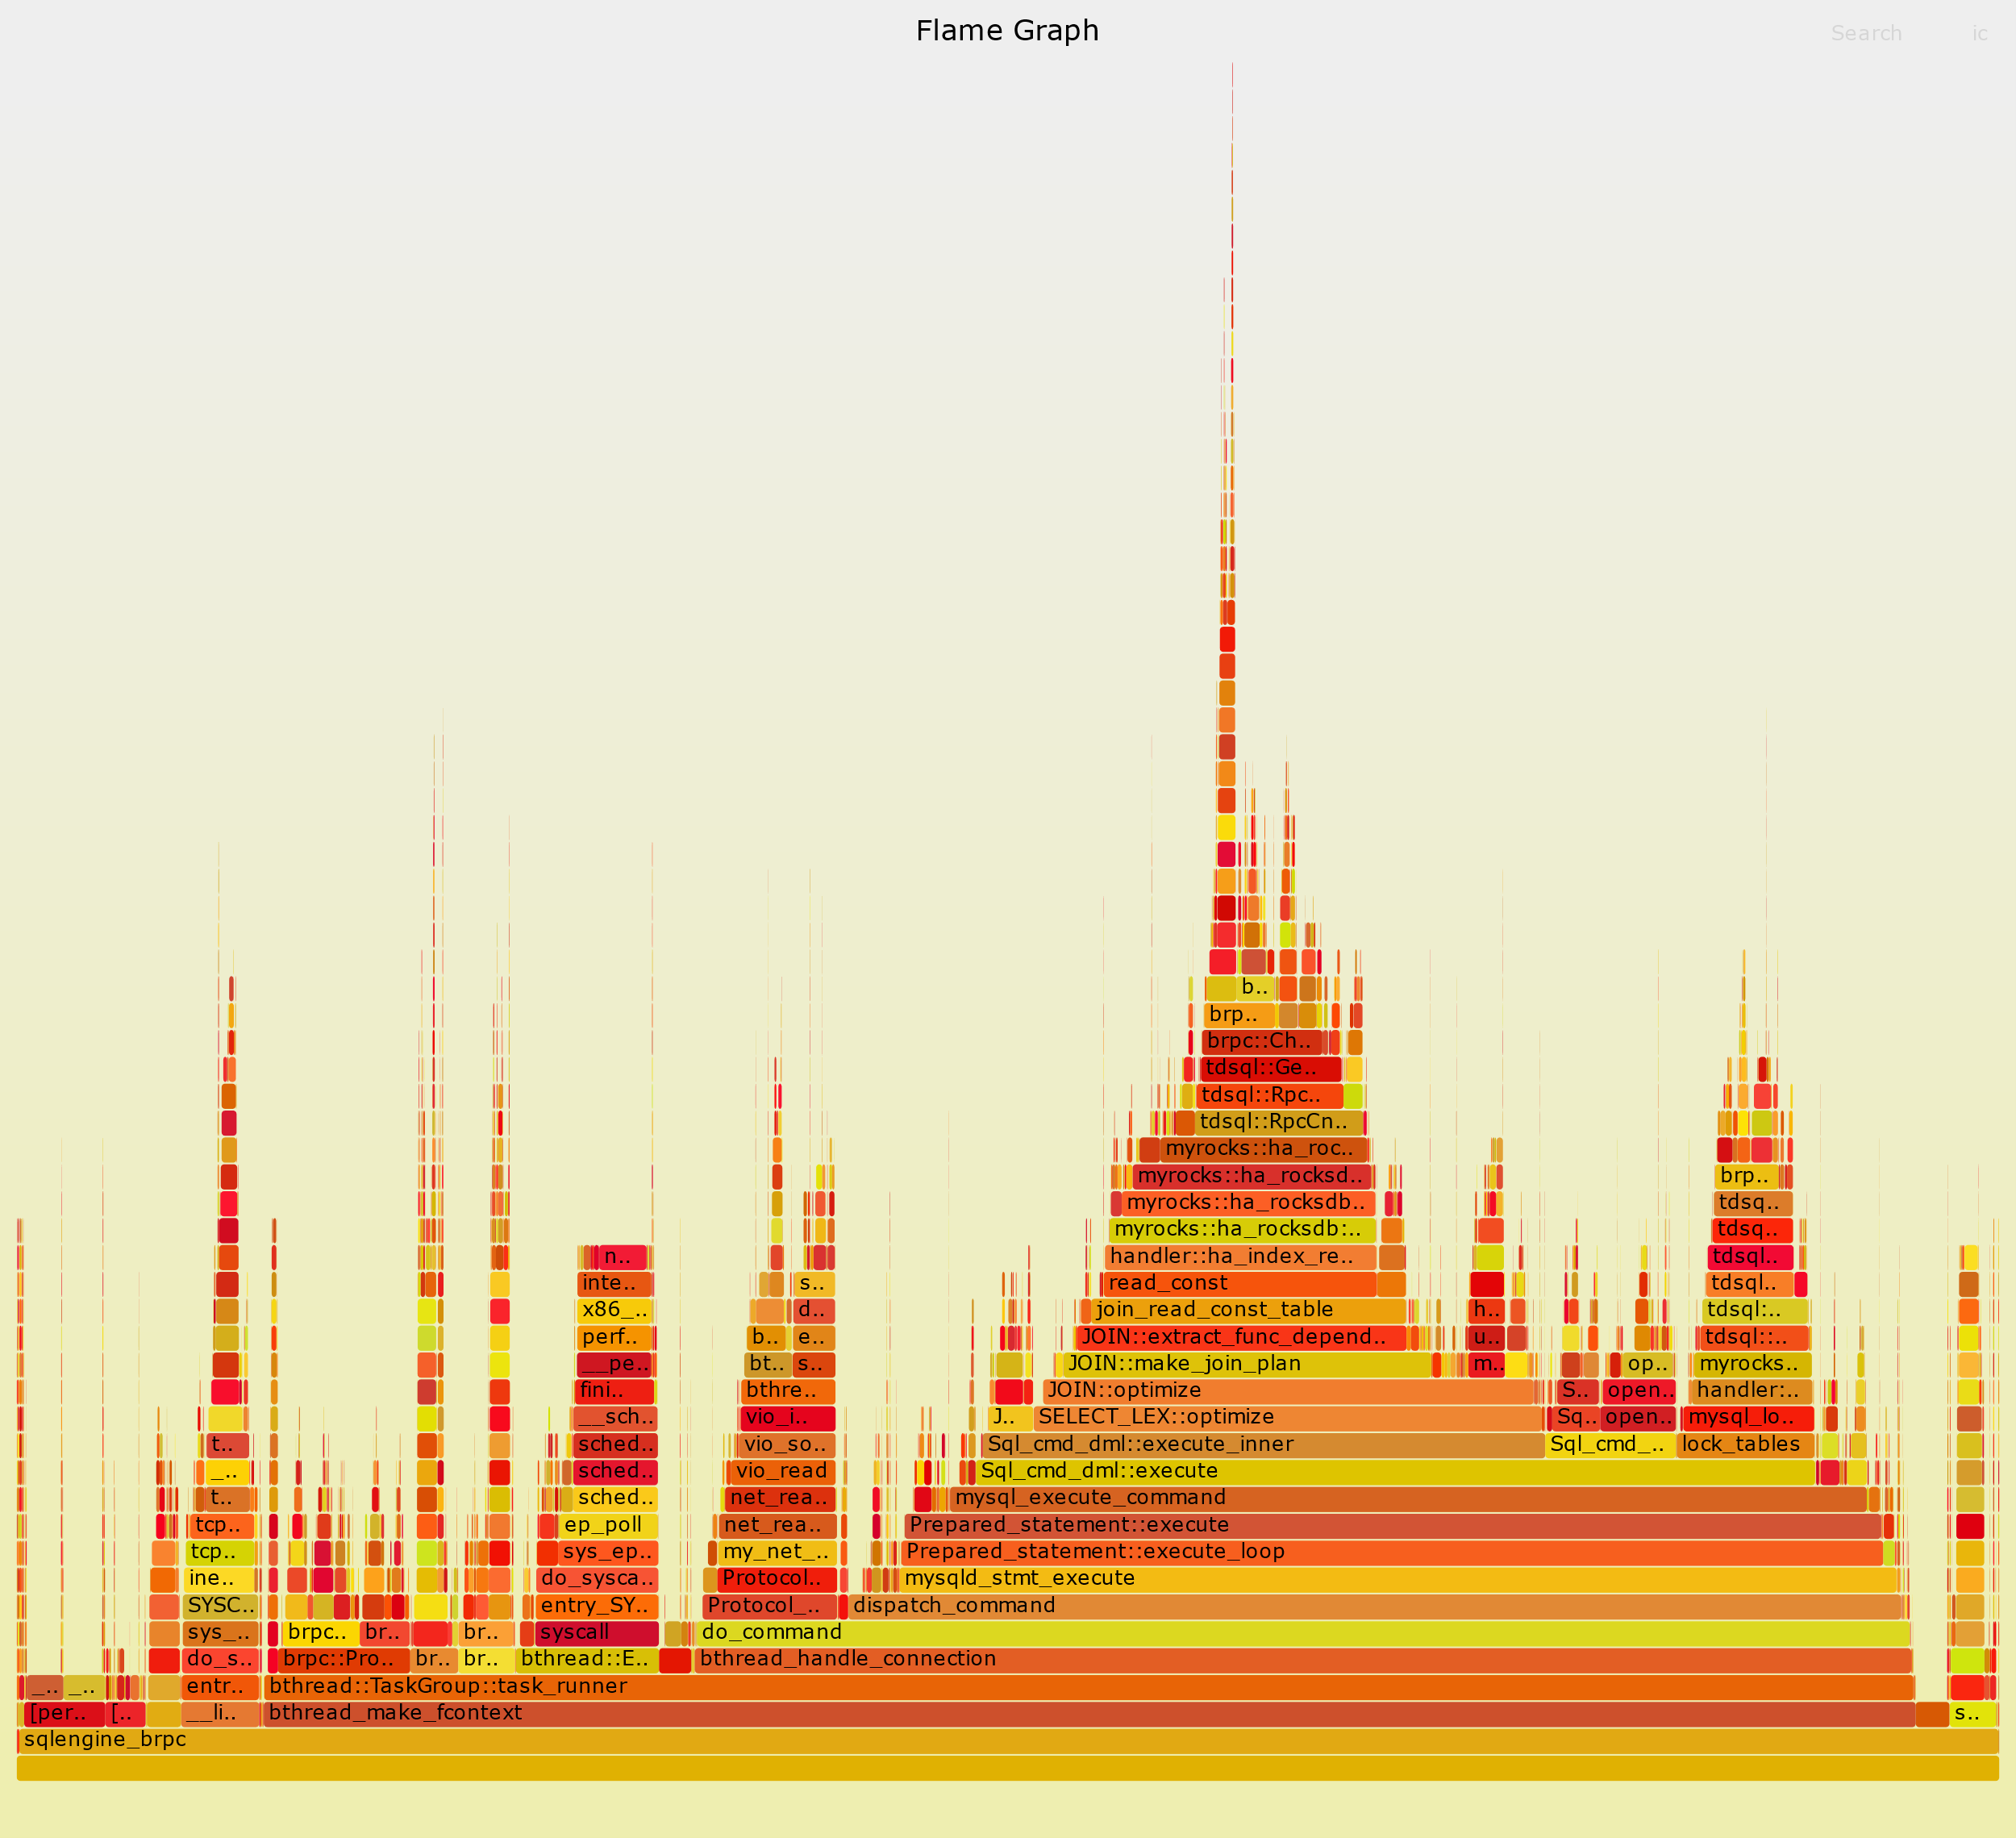 Flame Graph
Search ic
b..
brp..
brpc::Ch..
tdsql::Ge..
tdsql::Rpc..
tdsql::RpcCn..
myrocks::ha_roc..
myrocks::ha_rocksd.. brp..
myrocks::ha_rocksdb.. tdsq..
myrocks::ha_rocksdb:.. tdsq..
n.. handler::ha_index_re.. tdsql..
inte.. s.. read_const tdsql..
x86_.. d.. join_read_const_table h.. tdsql:..
perf.. b.. e.. JOIN::extract_func_depend.. u.. tdsql::..
__pe.. bt.. s.. JOIN::make_join_plan m.. op.. myrocks..
fini.. bthre.. JOIN::optimize S.. open.. handler:..
__sch.. vio_i.. J.. SELECT_LEX::optimize Sq.. open.. mysql_lo..
t.. sched.. vio_so.. Sql_cmd_dml::execute_inner Sql_cmd_.. lock_tables
_.. sched.. vio_read Sql_cmd_dml::execute
t.. sched.. net_rea.. mysql_execute_command
tcp.. ep_poll net_rea.. Prepared_statement::execute
tcp.. sys_ep.. my_net_.. Prepared_statement::execute_loop
ine.. do_sysca.. Protocol.. mysqld_stmt_execute
SYSC.. entry_SY.. Protocol_.. dispatch_command
sys_.. brpc.. br.. br.. syscall do_command
do_s.. brpc::Pro.. br.. br.. bthread::E.. bthread_handle_connection
_.. _.. entr.. bthread::TaskGroup::task_runner
[per.. [.. __li.. bthread_make_fcontext s..
sqlengine_brpc